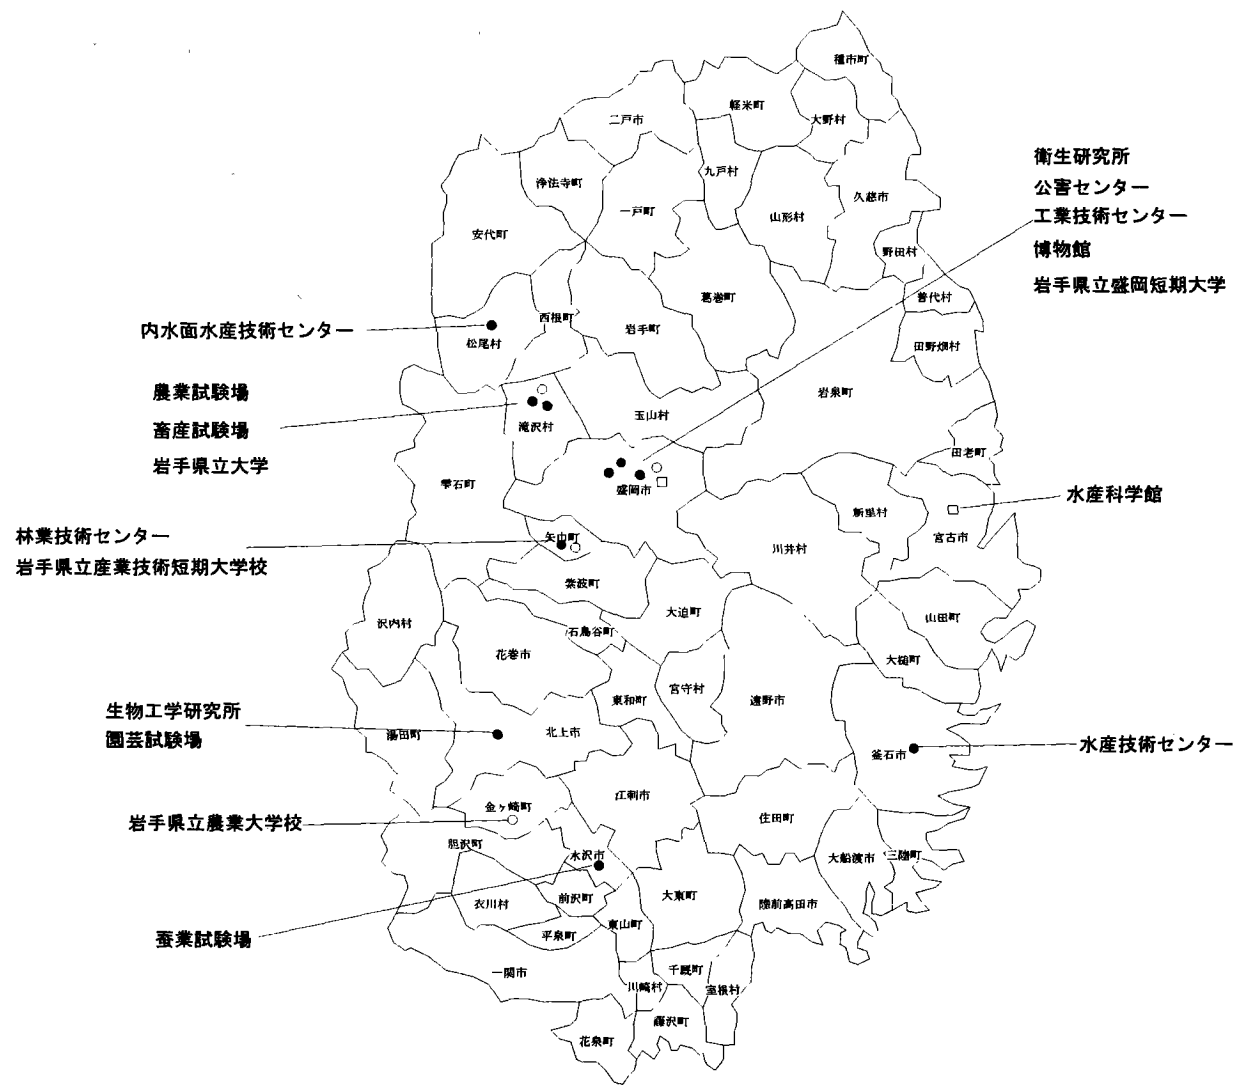 種市町
軽米町
二戸市
大野村
衛生研究所
公害センター
工業技術センター
博物館
岩手県立盛岡短期大学
九戸村
浄法寺町
久慈市
一戸町
山形村
安代町
野田村
葛巻町
普代村
西根町
岩手町
内水面水産技術センター
松尾村
田野畑村
農業試験場
畜産試験場
岩手県立大学
岩泉町
玉山村
滝沢村
田老町
雫石町
盛岡市
水産科学館
新里村
宮古市
林業技術センター
岩手県立産業技術短期大学校
矢巾町
川井村
紫波町
大迫町
山田町
沢内村
石鳥谷町
花巻市
大槌町
宮守村
東和町
遠野市
生物工学研究所
園芸試験場
湯田町
北上市
釜石市
水産技術センター
江刺市
金ヶ崎町
岩手県立農業大学校
住田町
胆沢町
水沢市
大船渡市
三陸町
前沢町
大東町
衣川村
陸前高田市
東山町
平泉町
蚕業試験場
一関市
千厩町
川崎村
室根村
藤沢町
花泉町